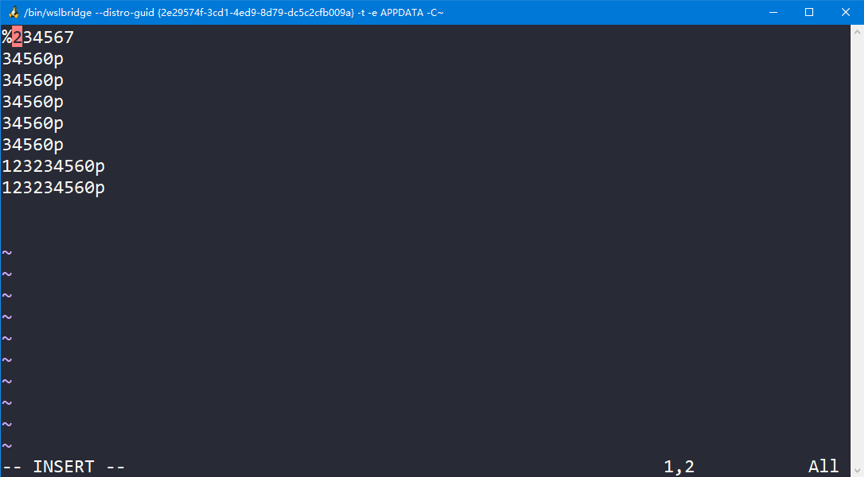 /bin/wslbridge --distro-guid {2e29574f-3cd1-4ed9-8d79-dc5c2cfb009a} -t -e APPDATA -C~
%234567
34560p
34560p
34560p
34560p
34560p
123234560p
123234560p
~
~
~
~
~
~
~
~
~
~
-- INSERT -- 1,2 All